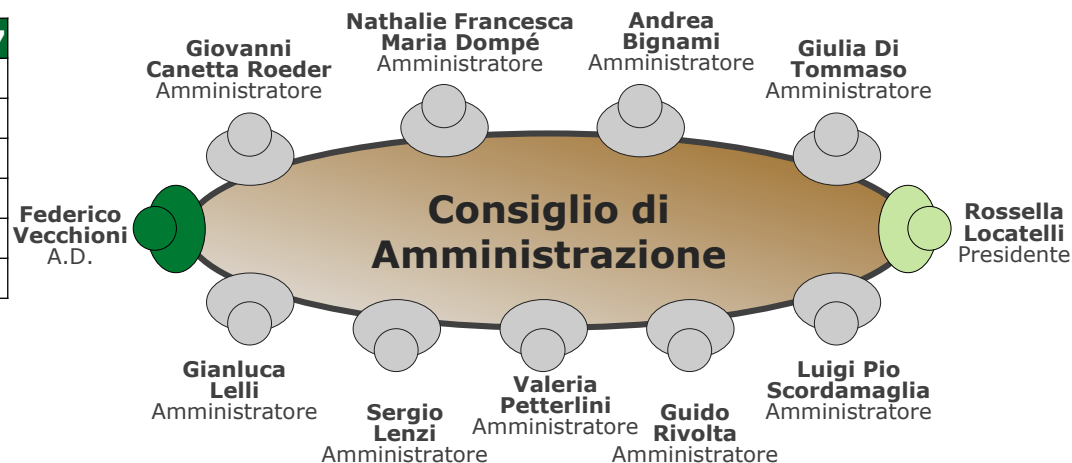 7
Giovanni
Canetta Roeder
Amministratore
Nathalie Francesca
Maria Dompé
Amministratore
Andrea
Bignami
Amministratore
Giulia Di
Tommaso
Amministratore
Federico
Vecchioni
A.D.
Consiglio di
Amministrazione
Rossella
Locatelli
Presidente
Gianluca
Lelli
Amministratore
Sergio
Lenzi
Amministratore
Valeria
Petterlini
Amministratore
Guido
Rivolta
Amministratore
Luigi Pio
Scordamaglia
Amministratore